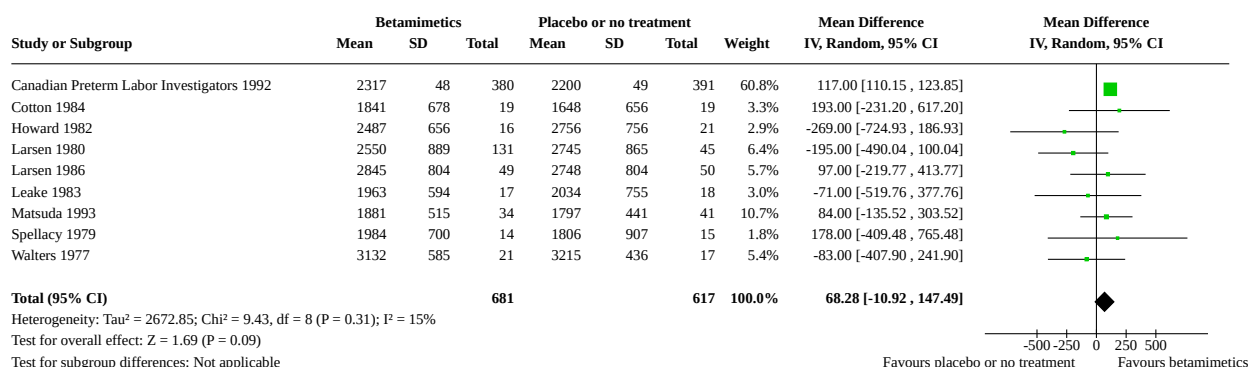 Betamimetics Placebo or no treatment Mean Difference Mean Difference
Study or Subgroup Mean SD Total Mean SD Total Weight IV, Random, 95% CI IV, Random, 95% CI
Canadian Preterm Labor Investigators 1992 2317 48 380 2200 49 391 60.8% 117.00 [110.15 , 123.85]
Cotton 1984 1841 678 19 1648 656 19 3.3% 193.00 [-231.20 , 617.20]
Howard 1982 2487 656 16 2756 756 21 2.9% -269.00 [-724.93 , 186.93]
Larsen 1980 2550 889 131 2745 865 45 6.4% -195.00 [-490.04 , 100.04]
Larsen 1986 2845 804 49 2748 804 50 5.7% 97.00 [-219.77 , 413.77]
Leake 1983 1963 594 17 2034 755 18 3.0% -71.00 [-519.76 , 377.76]
Matsuda 1993 1881 515 34 1797 441 41 10.7% 84.00 [-135.52 , 303.52]
Spellacy 1979 1984 700 14 1806 907 15 1.8% 178.00 [-409.48 , 765.48]
Walters 1977 3132 585 21 3215 436 17 5.4% -83.00 [-407.90 , 241.90]
Total (95% CI) 681 617 100.0% 68.28 [-10.92 , 147.49]
Heterogeneity: Tau² = 2672.85; Chi² = 9.43, df = 8 (P = 0.31); I² = 15%
Test for overall effect: Z = 1.69 (P = 0.09) -500 -250 0 250 500
Test for subgroup differences: Not applicable Favours placebo or no treatment Favours betamimetics